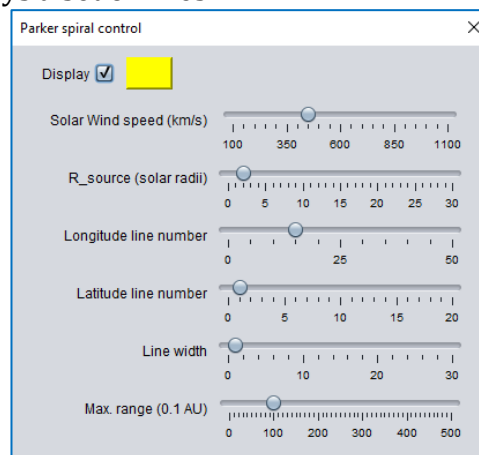 Parker spiral control
Display
Solar Wind speed (km/s)
100 350 600 850 1100
R_source (solar radii)
0 5 10 15 20 25 30
Longitude line number
0 25 50
Latitude line number
0 5 10 15 20
Line width
0 10 20 30
Max. range (0.1 AU)
0 100 200 300 400 500